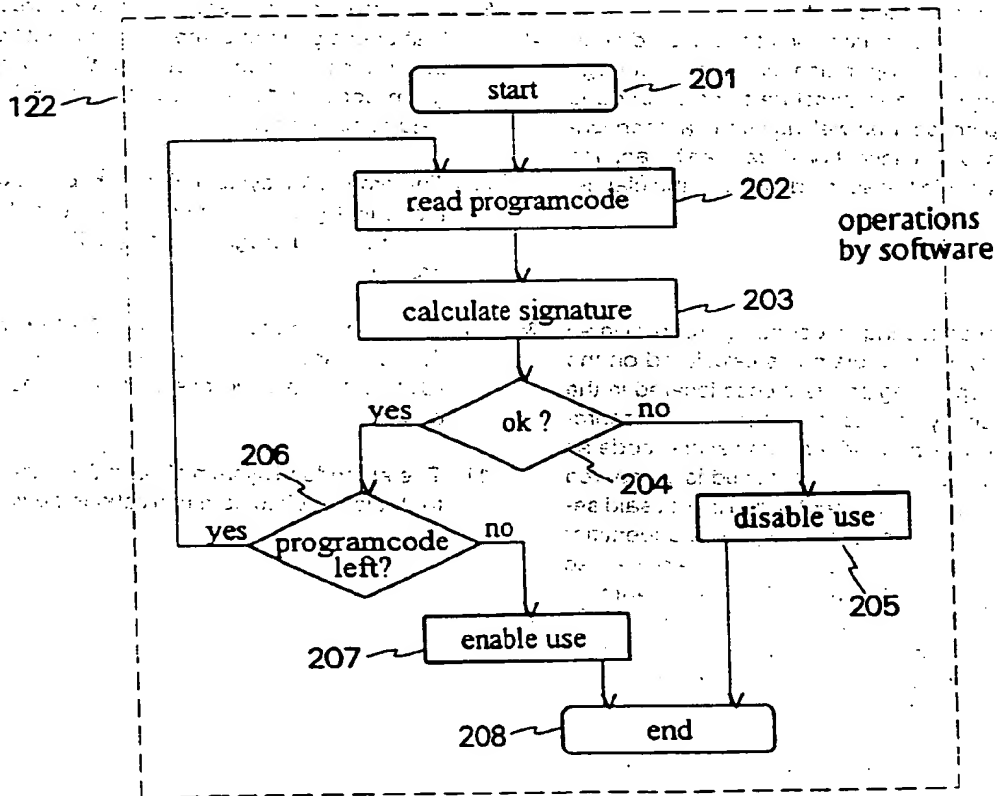 122
start
201
read programcode
202
operations
by software
calculate signature
203
yes
ok ?
no
204
206
yes
programcode
left?
no
disable use
205
enable use
207
end
208